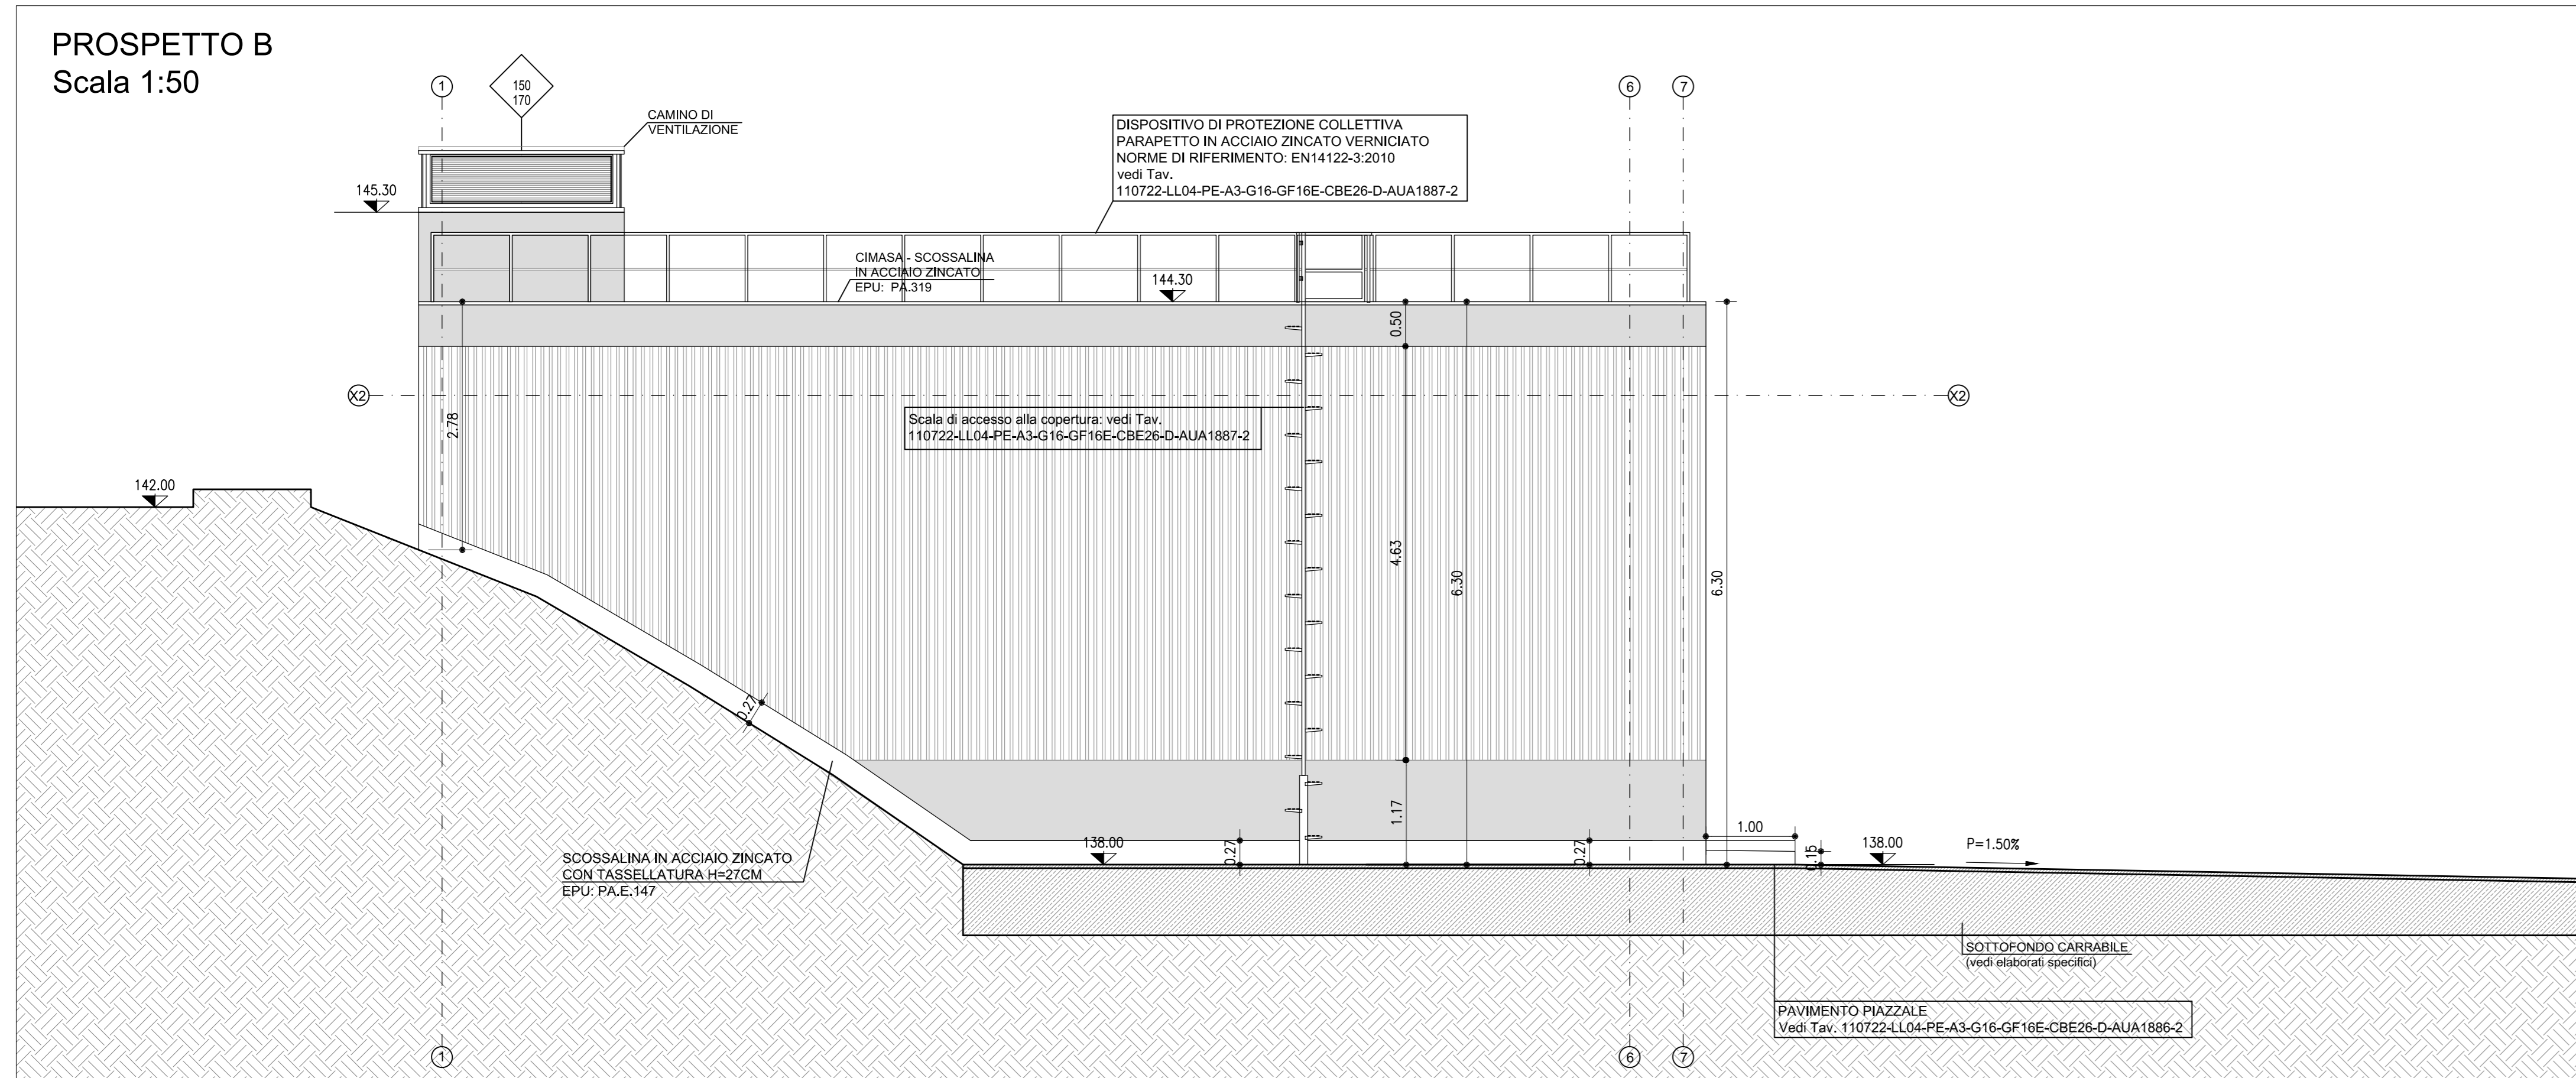 PROSPETTO B
Scala 1:50
1
150
170
CAMINO DI
VENTILAZIONE
DISPOSITIVO DI PROTEZIONE COLLETTIVA
PARAPETTO IN ACCIAIO ZINCATO VERNICIATO
NORME DI RIFERIMENTO: EN14122-3:2010
vedi Tav.
110722-LL04-PE-A3-G16-GF16E-CBE26-D-AUA1887-2
6
7
145.30
CIMASA - SCOSSALINA
IN ACCIAIO ZINCATO
EPU: PA.319
144.30
0.50
X2
X2
2.78
Scala di accesso alla copertura: vedi Tav.
110722-LL04-PE-A3-G16-GF16E-CBE26-D-AUA1887-2
142.00
4.63
6.30
6.30
0.27
1.17
1.00
138.00
0.27
0.27
0.15
138.00
P=1.50%
SCOSSALINA IN ACCIAIO ZINCATO
CON TASSELLATURA H=27CM
EPU: PA.E.147
SOTTOFONDO CARRABILE
(vedi elaborati specifici)
PAVIMENTO PIAZZALE
Vedi Tav. 110722-LL04-PE-A3-G16-GF16E-CBE26-D-AUA1886-2
1
6
7